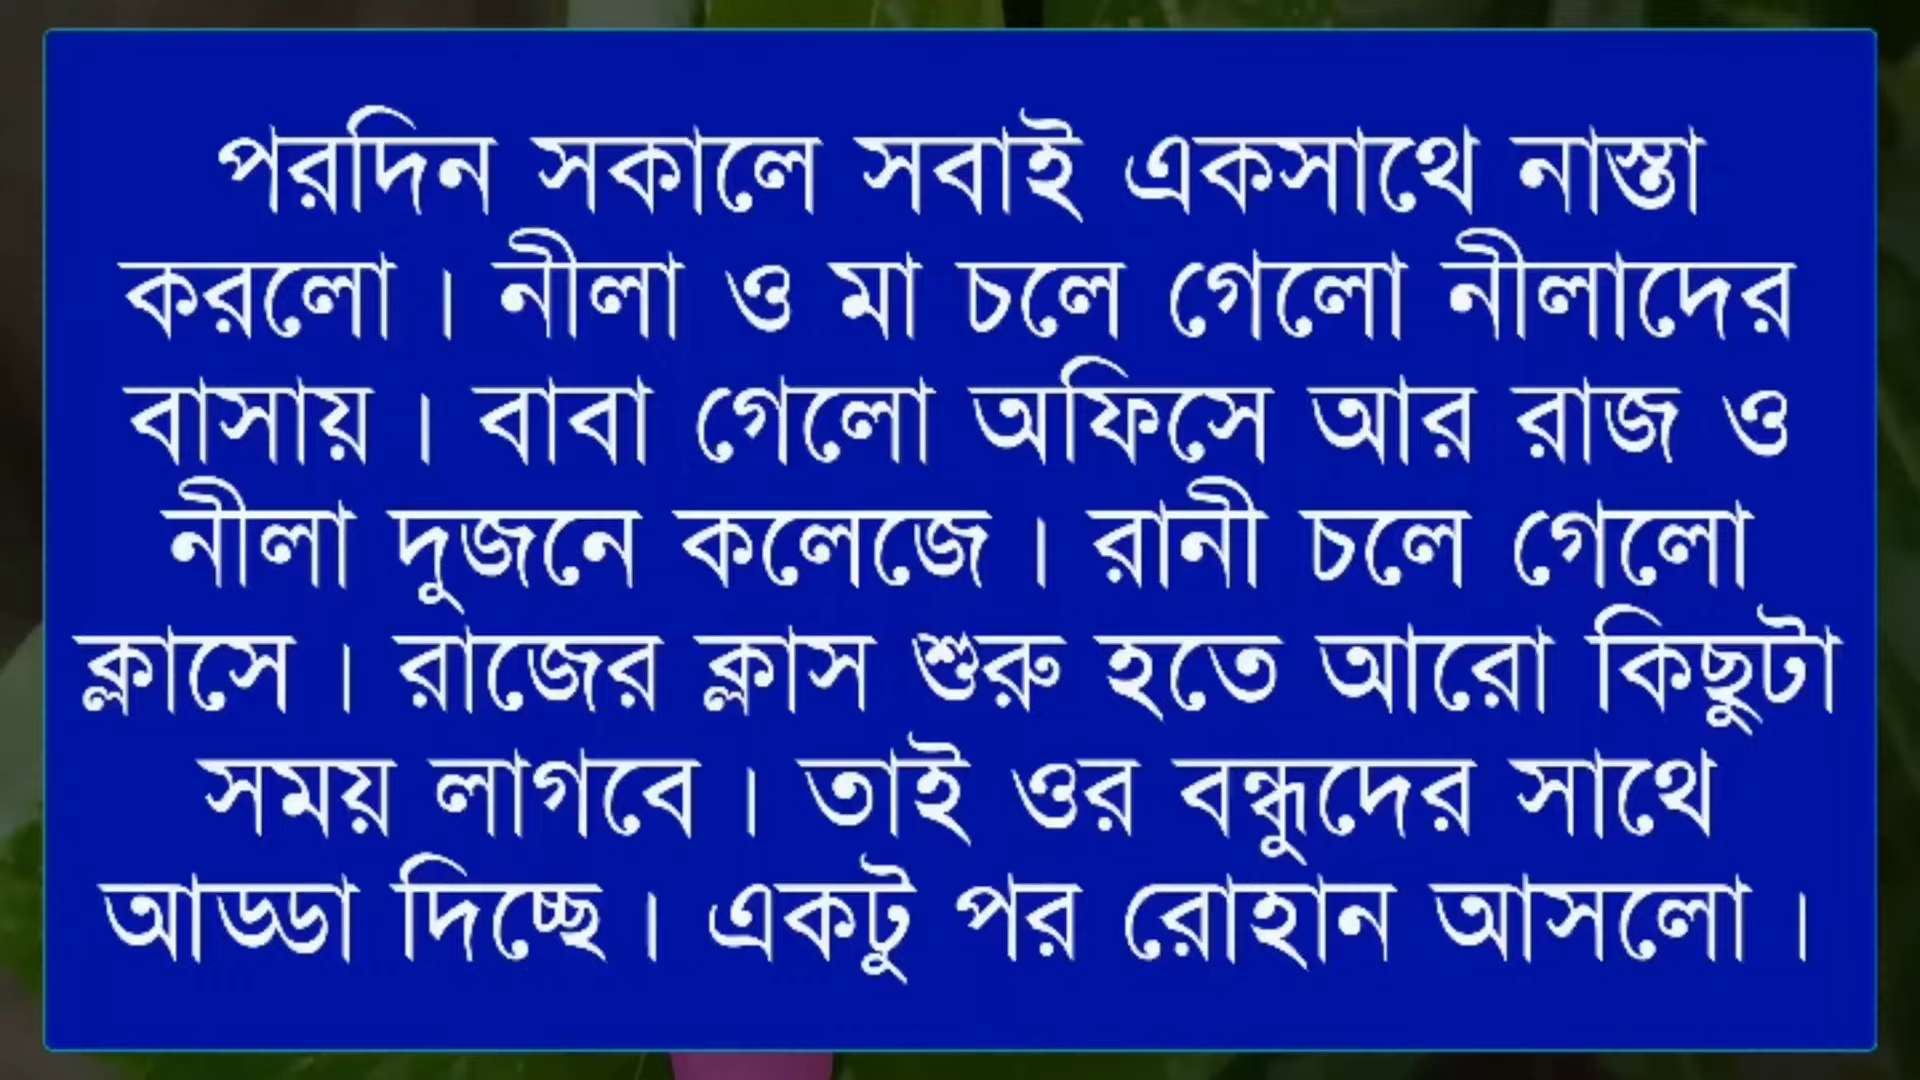 পরদিন সকালে সবাই একসাথে নাস্তা
করলো । নীলা ও মা চলে গেলো নীলাদের
বাসায় । বাবা গেলো অফিসে আর রাজ ও
নীলা দুজনে কলেজে । রানী চলে গেলো
ক্লাসে । রাজের ক্লাস শুরু হতে আরো কিছুটা
সময় লাগবে । তাই ওর বন্ধুদের সাথে
আড্ডা দিচ্ছে । একটু পর রোহান আসলো ।